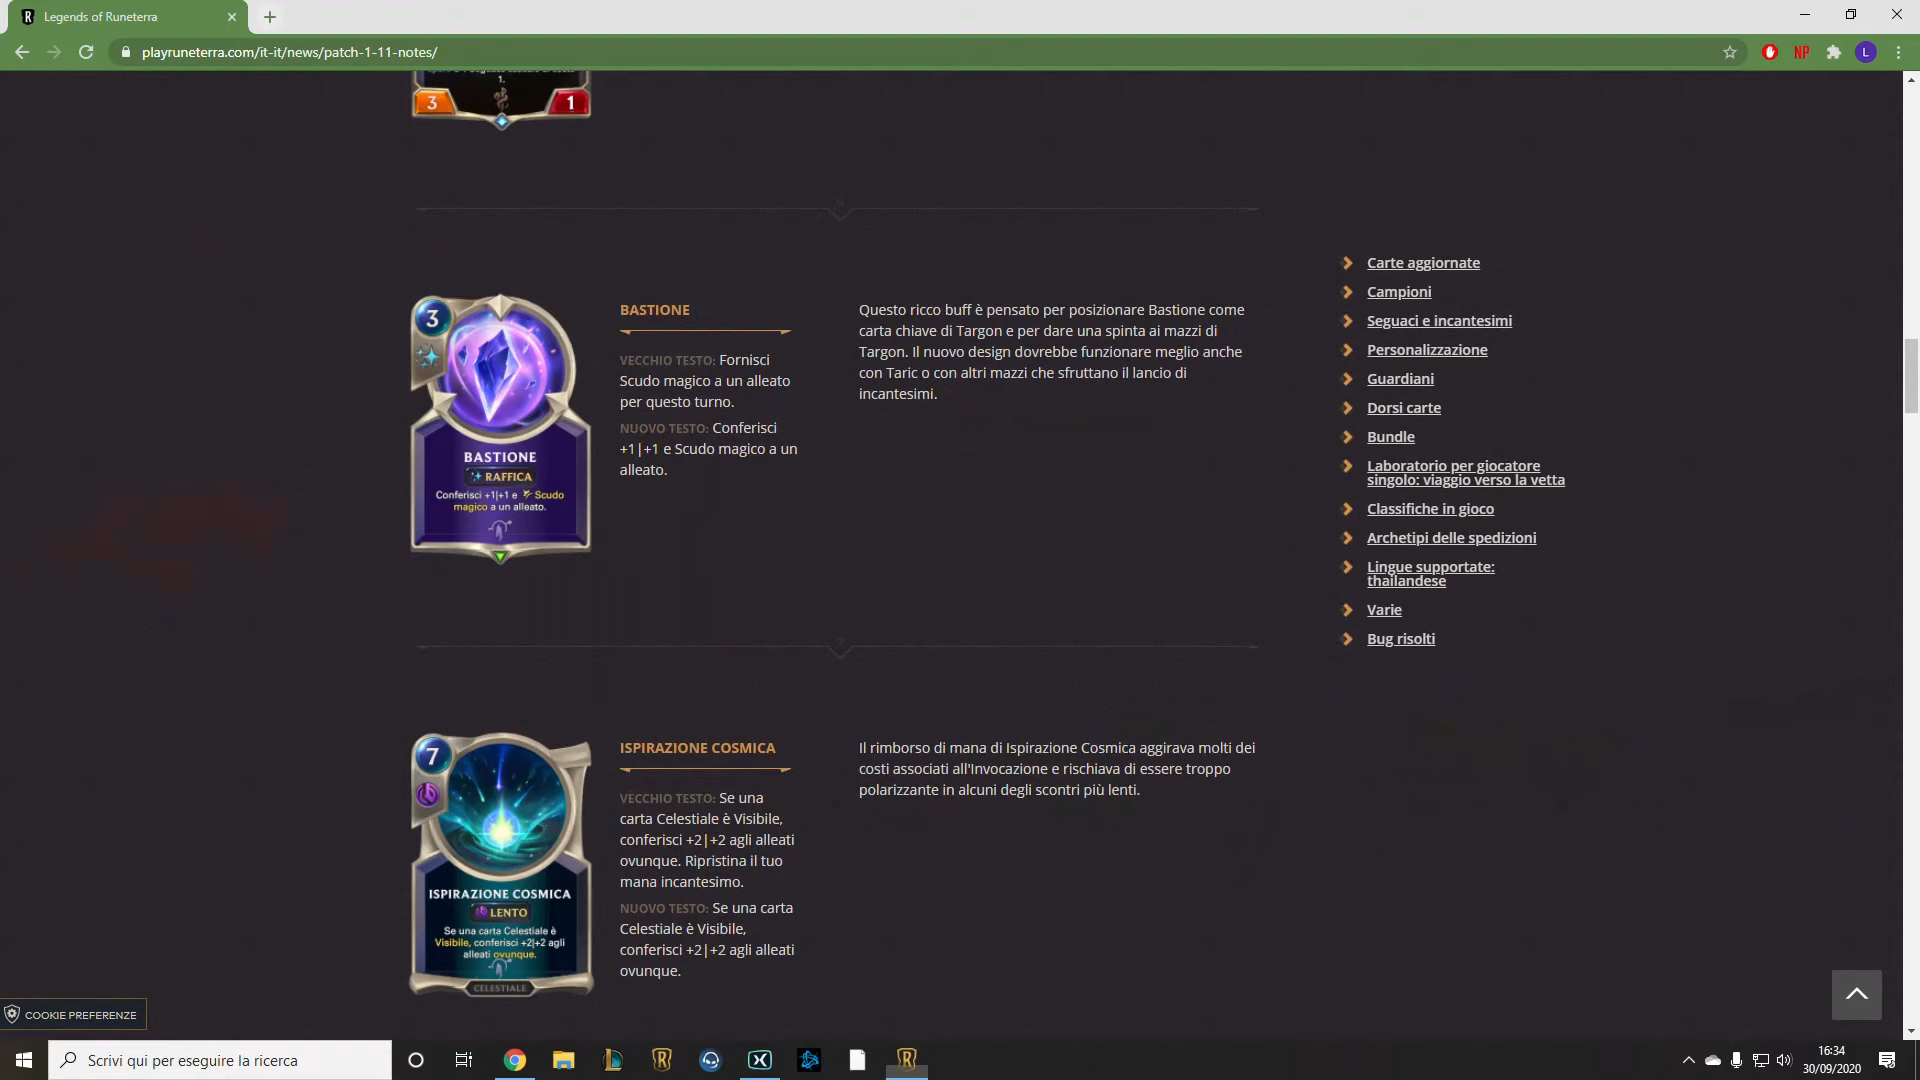 Legends of Runeterra
playruneterra.com/it-it/news/patch-1-11-notes/
NP
L
1.
3
1
Carte aggiornate
Campioni
Seguaci e incantesimi
Personalizzazione
Guardiani
Dorsi carte
Bundle
Laboratorio per giocatore
singolo: viaggio verso la vetta
Classifiche in gioco
Archetipi delle spedizioni
Lingue supportate:
thailandese
Varie
Bug risolti
3
BASTIONE
RAFFICA
Conferisci +1|+1 e Scudo
magico a un alleato.
BASTIONE
VECCHIO TESTO: Fornisci
Scudo magico a un alleato
per questo turno.
NUOVO TESTO: Conferisci
+1|+1 e Scudo magico a un
alleato.
Questo ricco buff è pensato per posizionare Bastione come
carta chiave di Targon e per dare una spinta ai mazzi di
Targon. Il nuovo design dovrebbe funzionare meglio anche
con Taric o con altri mazzi che sfruttano il lancio di
incantesimi.
7
ISPIRAZIONE COSMICA
LENTO
Se una carta Celestiale è
Visibile, conferisci +2|+2 agli
alleati ovunque.
CELESTIALE
ISPIRAZIONE COSMICA
VECCHIO TESTO: Se una
carta Celestiale è Visibile,
conferisci +2|+2 agli alleati
ovunque. Ripristina il tuo
mana incantesimo.
NUOVO TESTO: Se una carta
Celestiale è Visibile,
conferisci +2|+2 agli alleati
ovunque.
Il rimborso di mana di Ispirazione Cosmica aggirava molti dei
costi associati all'Invocazione e rischiava di essere troppo
polarizzante in alcuni degli scontri più lenti.
COOKIE PREFERENZE
Scrivi qui per eseguire la ricerca
16:34
30/09/2020